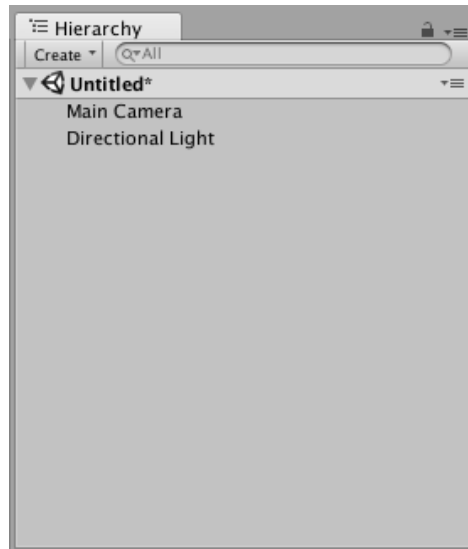 Hierarchy
Create All
Untitled*
Main Camera
Directional Light